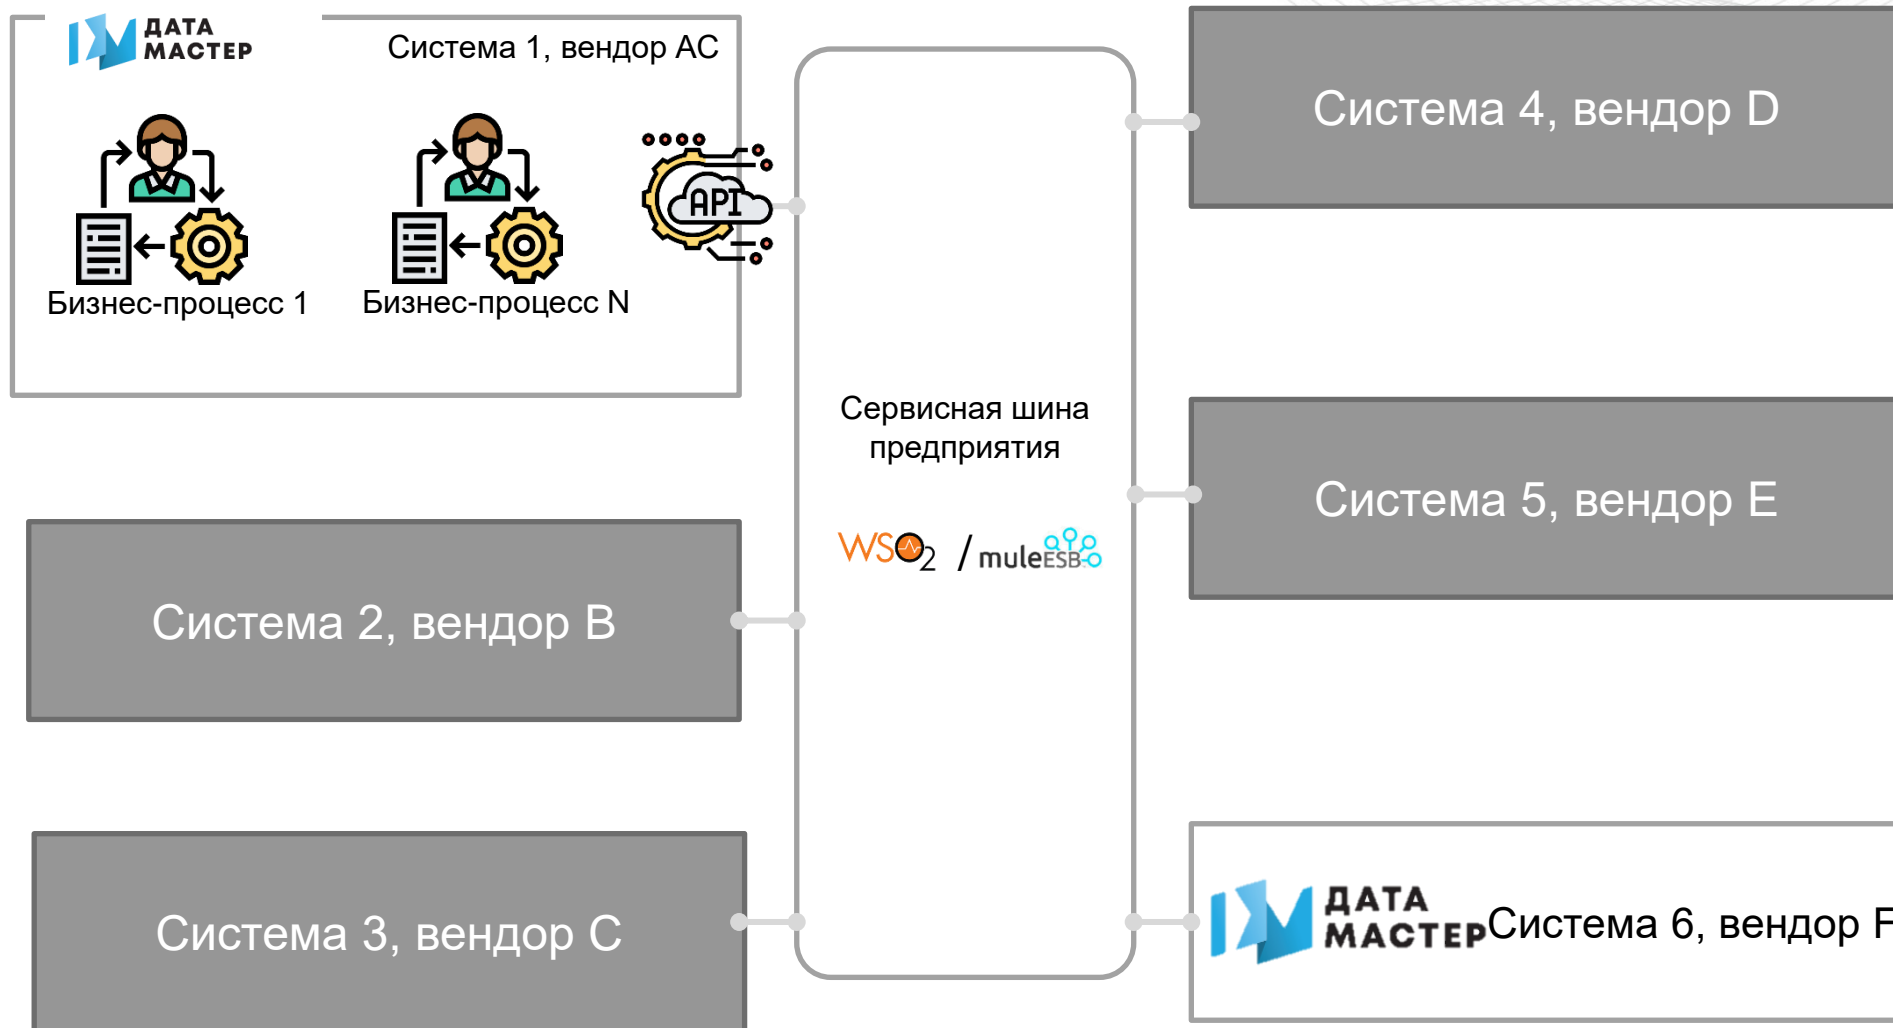 ДАТА
МАСТЕР
Система 1, вендор АС
API
Бизнес-процесс 1
Бизнес-процесс N
Система 2, вендор B
Система 3, вендор C
Сервисная шина
предприятия
WSO2 / muleESB
Система 4, вендор D
Система 5, вендор E
ДАТА
МАСТЕР
Система 6, вендор F